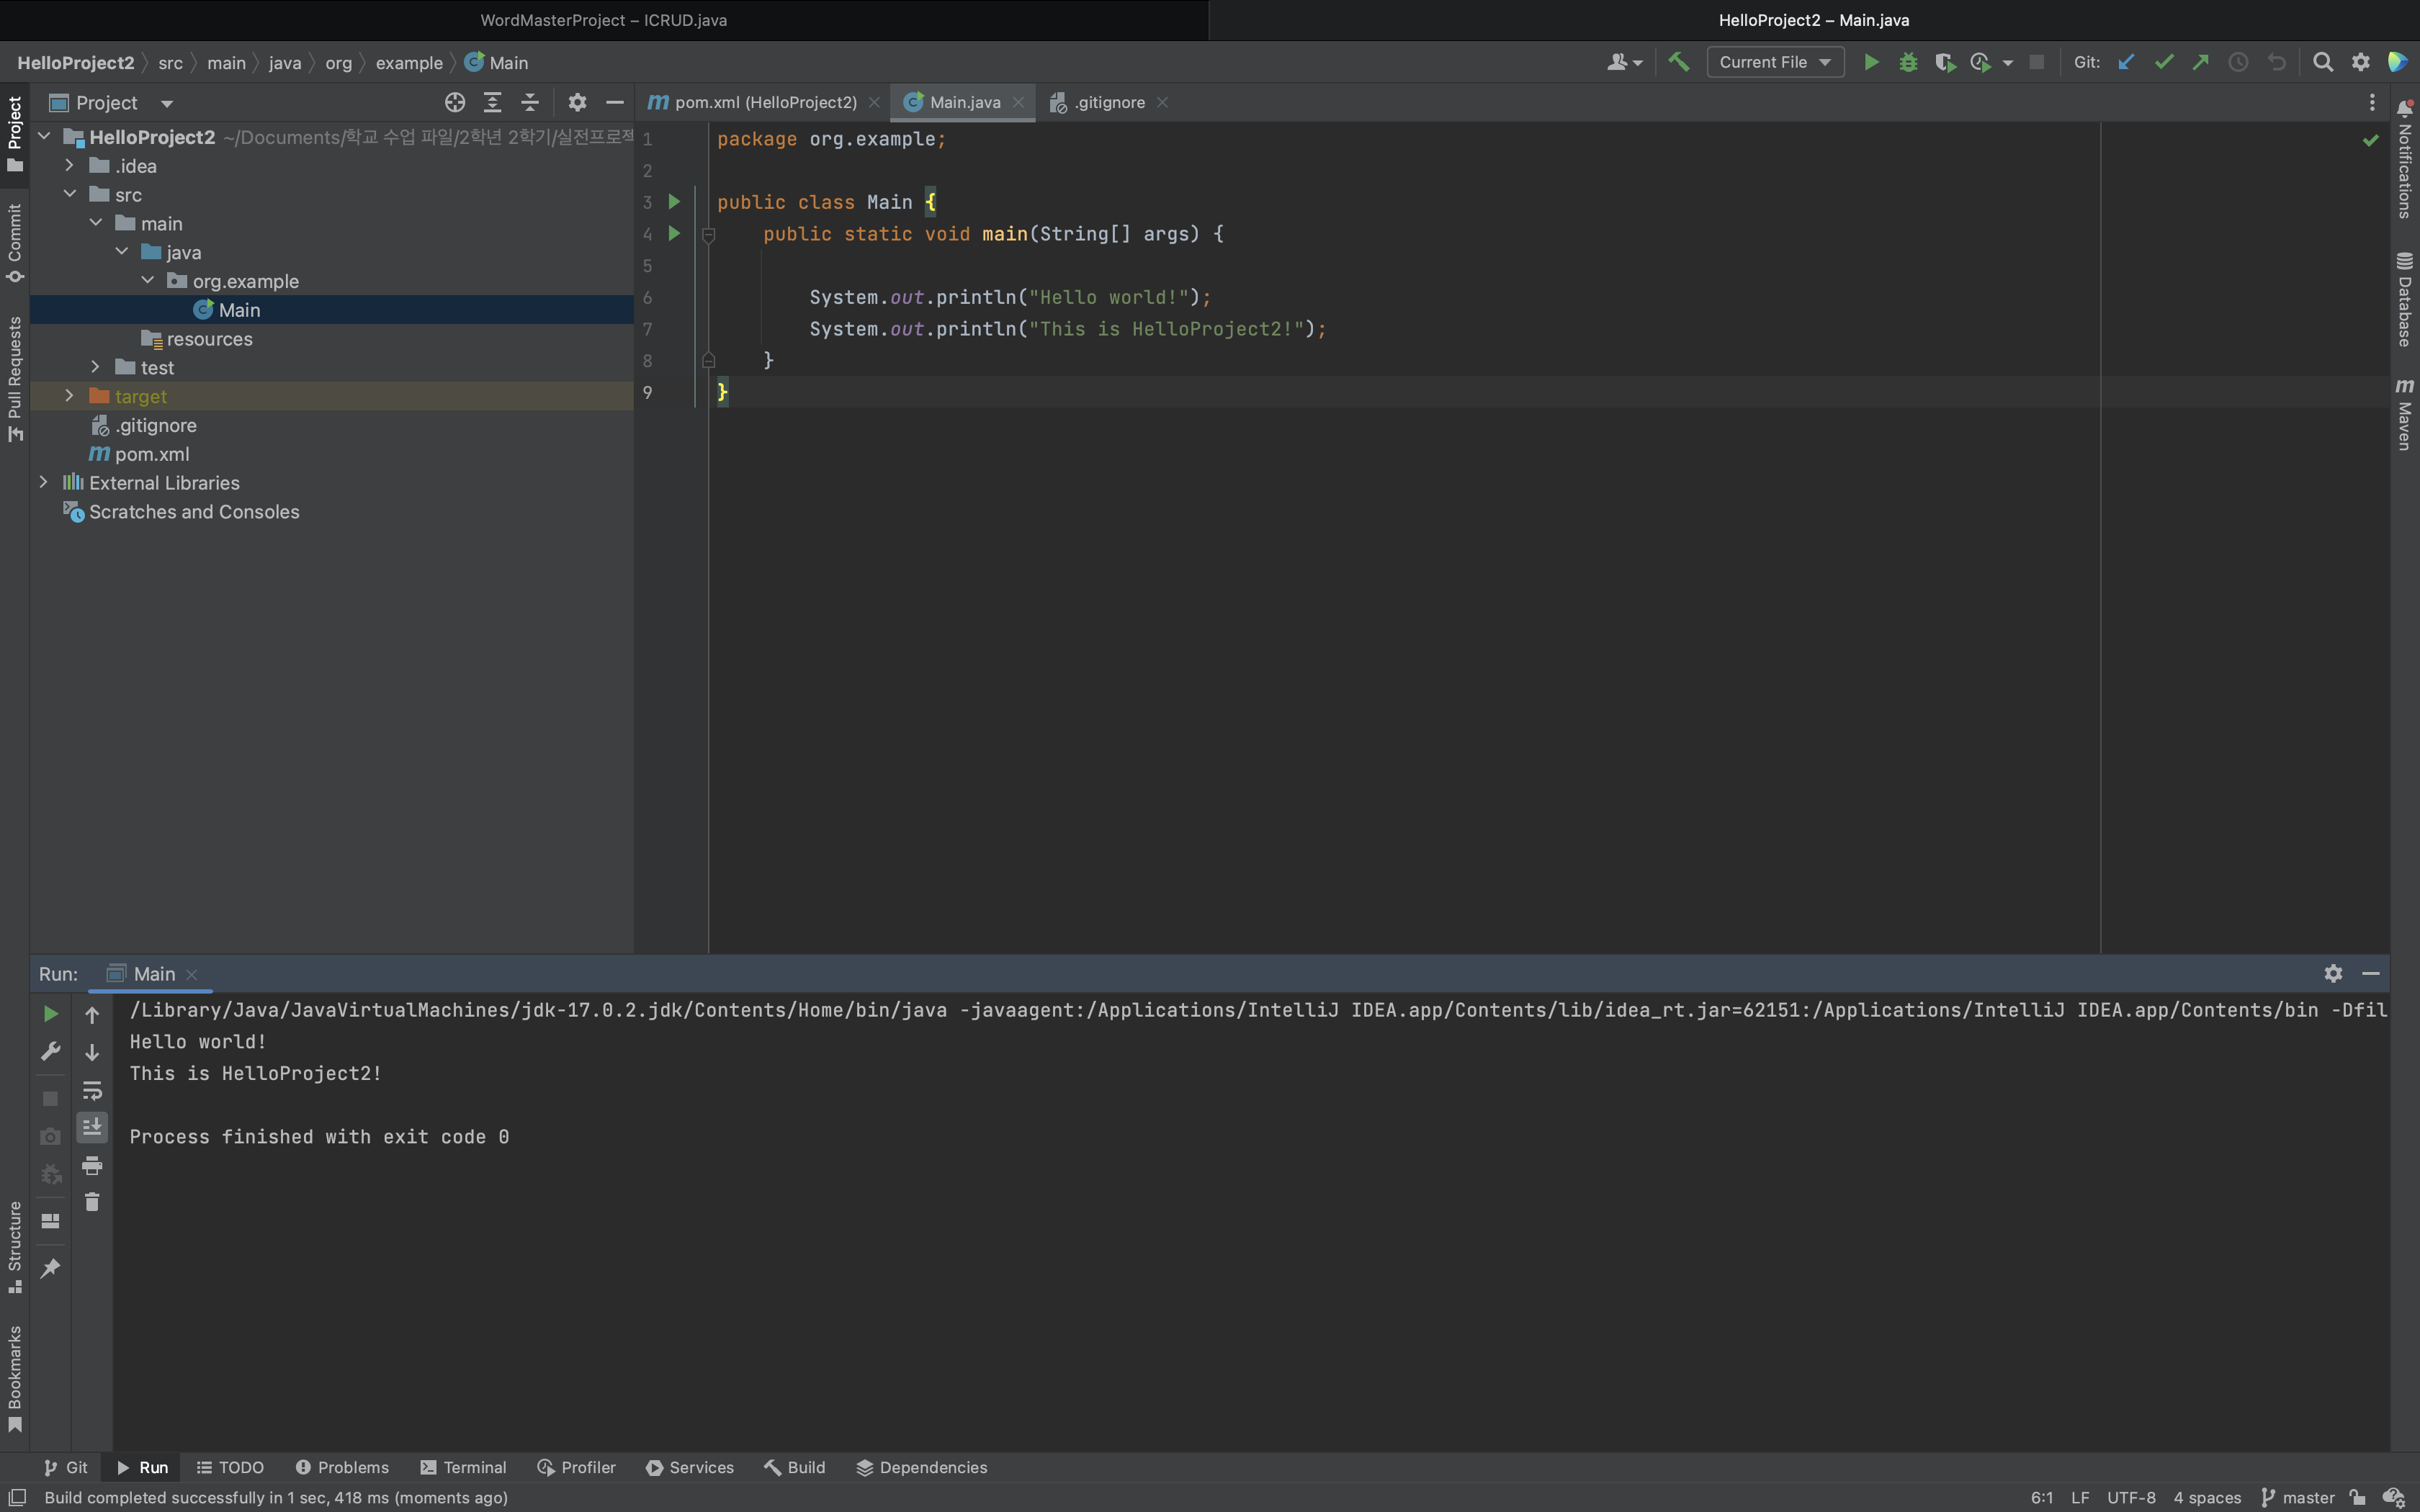 WordMasterProject – ICRUD.java
HelloProject2 – Main.java
HelloProject2 src main java org example Main
Current File
Git:
Project
pom.xml (HelloProject2)
Main.java
.gitignore
HelloProject2 ~/Documents/학교 수업 파일/2학년 2학기/실전프로젝
.idea
src
main
java
org.example
Main
resources
test
target
.gitignore
pom.xml
External Libraries
Scratches and Consoles
Project
Commit
Pull Requests
Structure
Bookmarks
1 package org.example;
2
3 public class Main {
4 public static void main(String[] args) {
5
6 System.out.println("Hello world!");
7 System.out.println("This is HelloProject2!");
8 }
9 }
Notifications
Database
Maven
Run: Main
/Library/Java/JavaVirtualMachines/jdk-17.0.2.jdk/Contents/Home/bin/java -javaagent:/Applications/IntelliJ IDEA.app/Contents/lib/idea_rt.jar=62151:/Applications/IntelliJ IDEA.app/Contents/bin -Dfil
Hello world!
This is HelloProject2!
Process finished with exit code 0
Git Run TODO Problems Terminal Profiler Services Build Dependencies
Build completed successfully in 1 sec, 418 ms (moments ago)
6:1 LF UTF-8 4 spaces master